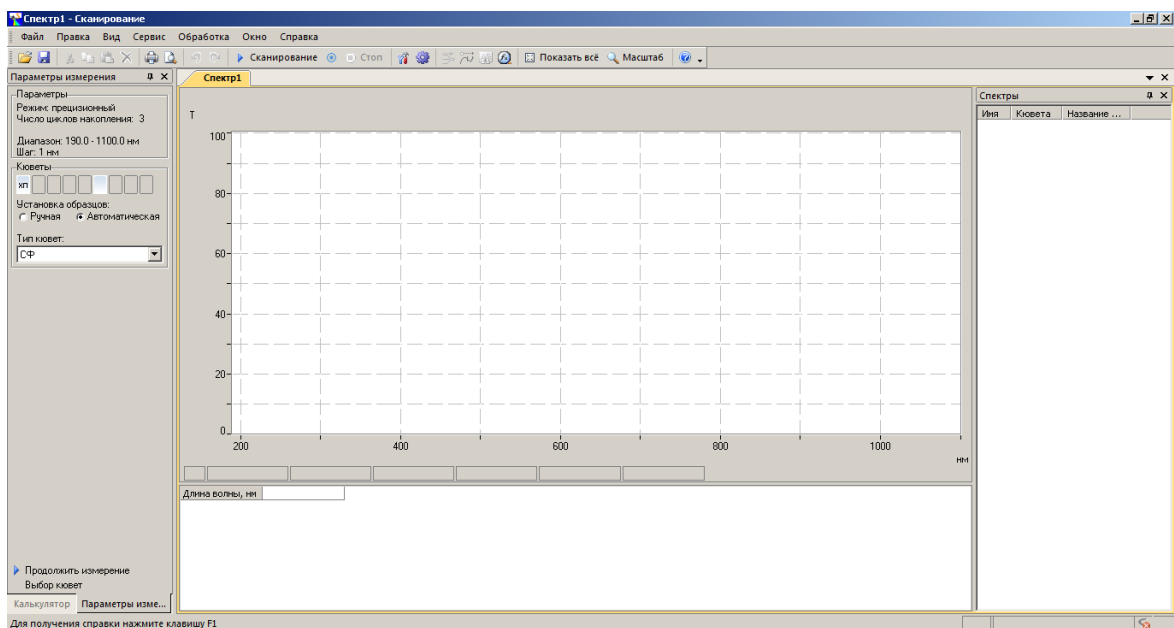 Спектр1 - Сканирование
Файл Правка Вид Сервис Обработка Окно Справка
Сканирование Стоп Показать всё Масштаб
Параметры измерения
Спектр1
Параметры
Режим: прецизионный
Число циклов накопления: 3
Диапазон: 190.0 - 1100.0 нм
Шаг: 1 нм
Кюветы
хп
Установка образцов:
Ручная Автоматическая
Тип кювет:
СФ
Продолжить измерение
Выбор кювет
Калькулятор Параметры изме...
T
100
80
60
40
20
0
200 400 600 800 1000
нм
Длина волны, нм
Спектры
Имя Кювета Название ...
Для получения справки нажмите клавишу F1